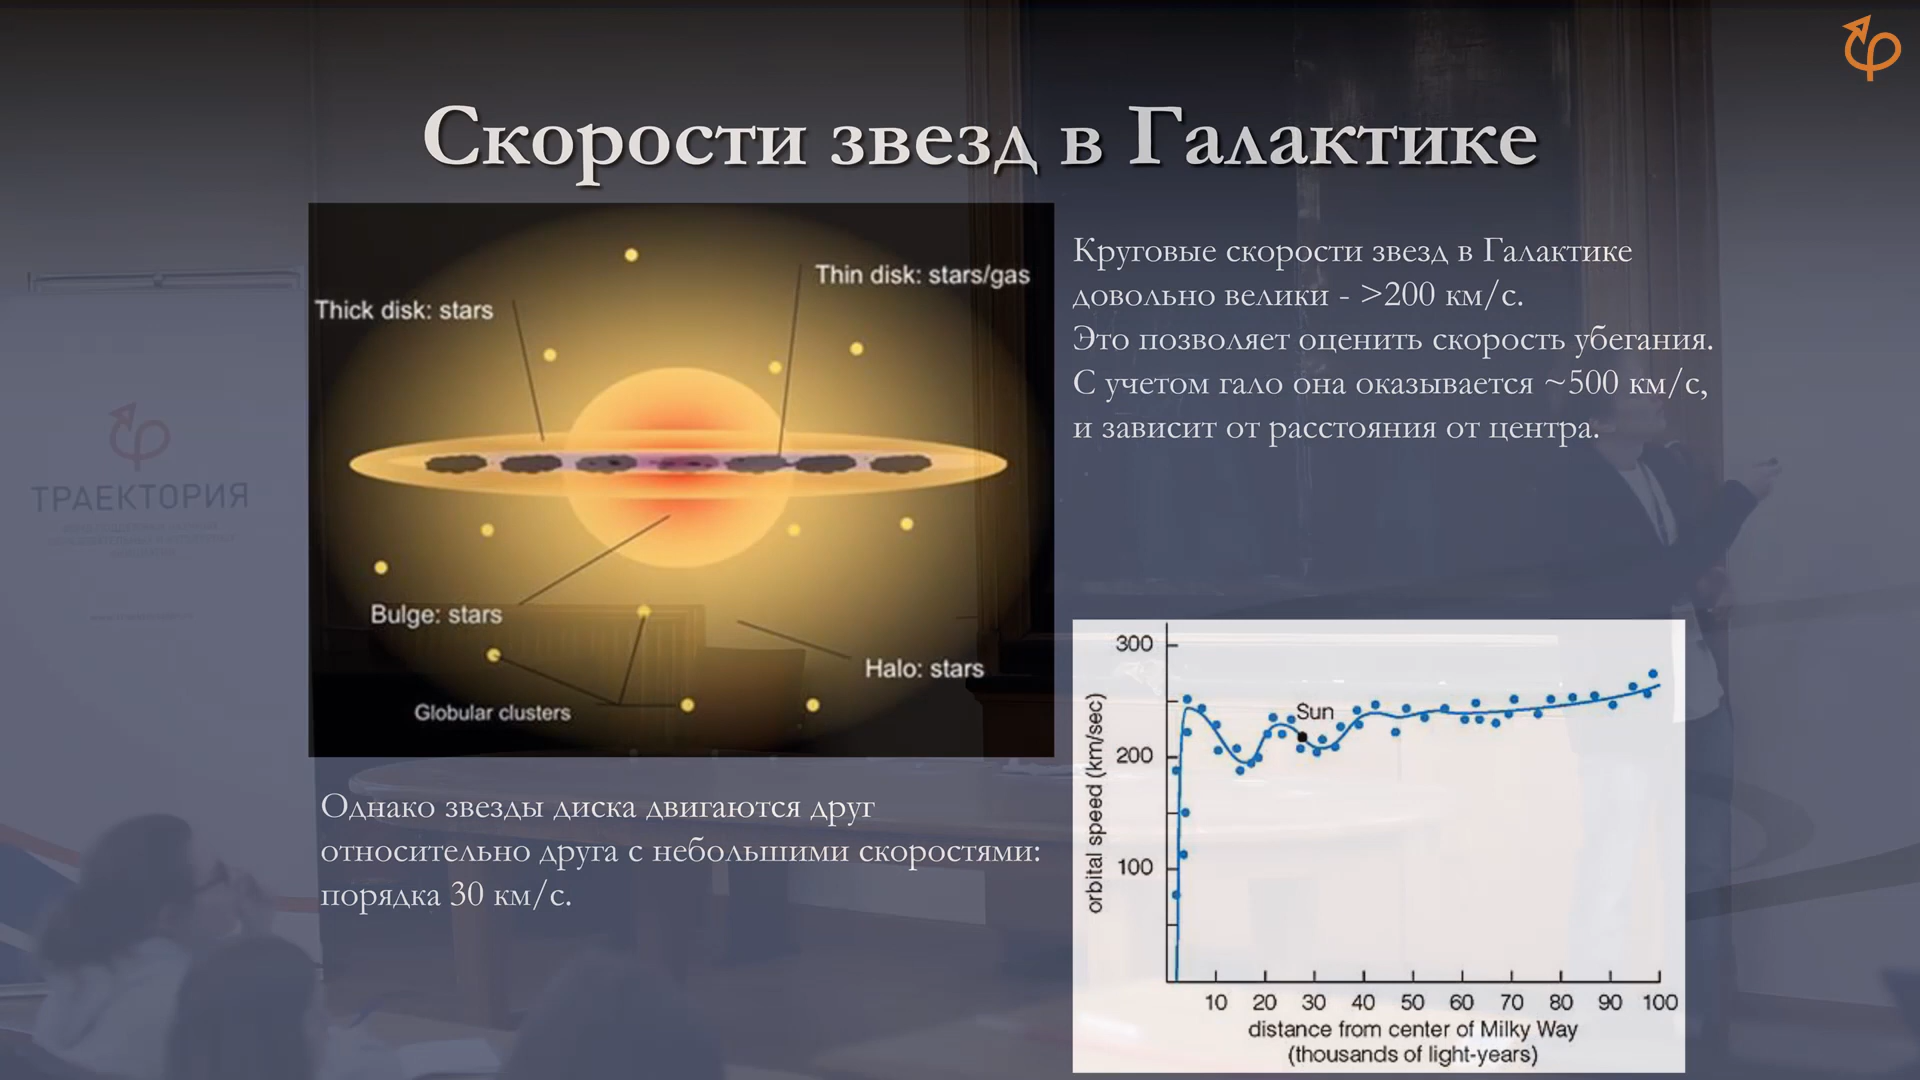 Скорости звезд в Галактике
Thick disk: stars
Thin disk: stars/gas
Bulge: stars
Halo: stars
Globular clusters
Круговые скорости звезд в Галактике
довольно велики - >200 км/с.
Это позволяет оценить скорость убегания.
С учетом гало она оказывается ~500 км/с,
и зависит от расстояния от центра.
Однако звезды диска двигаются друг
относительно друга с небольшими скоростями:
порядка 30 км/с.
orbital speed (km/sec)
300
200
100
Sun
10 20 30 40 50 60 70 80 90 100
distance from center of Milky Way
(thousands of light-years)
ТРАЕКТОРИЯ